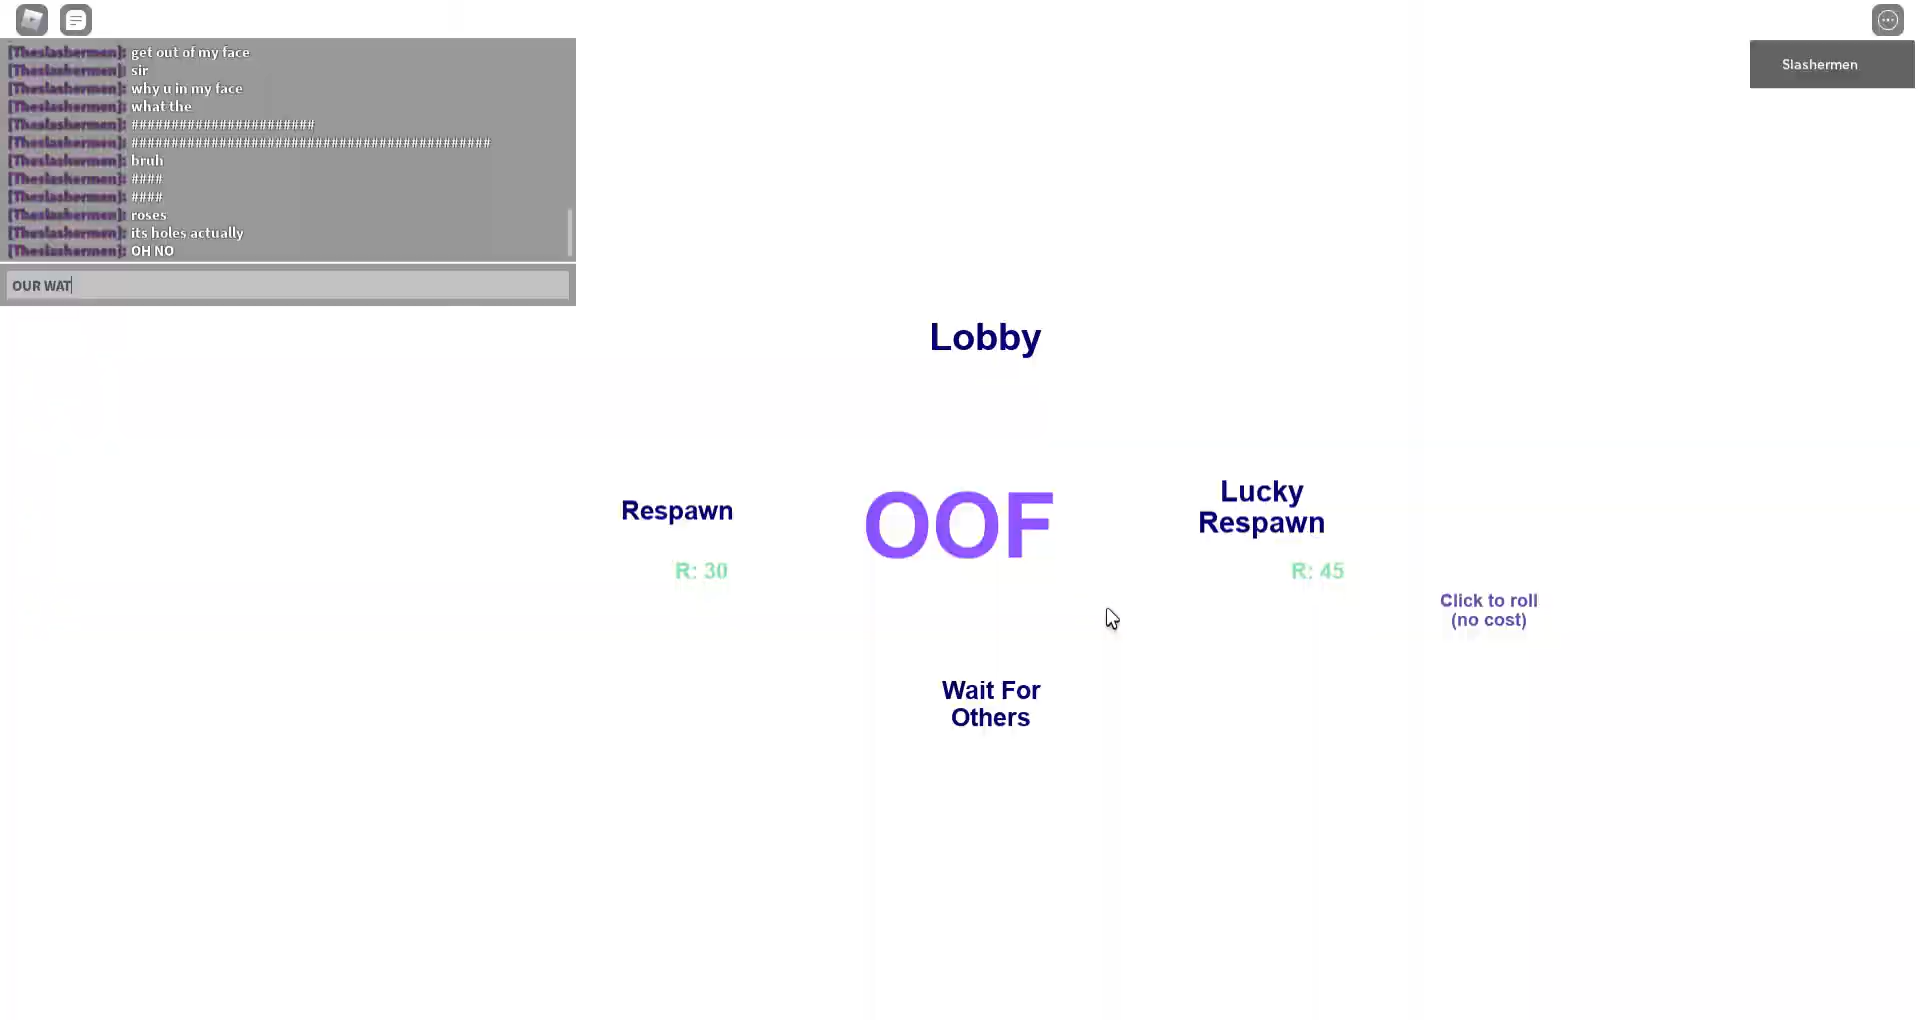 [Theslashermen]: get out of my face
[Theslashermen]: sir
[Theslashermen]: why u in my face
[Theslashermen]: what the
[Theslashermen]: #######################
[Theslashermen]: #############################################
[Theslashermen]: bruh
[Theslashermen]: ####
[Theslashermen]: ####
[Theslashermen]: roses
[Theslashermen]: its holes actually
[Theslashermen]: OH NO
OUR WAT
Slashermen
Lobby
Respawn
R: 30
OOF
Lucky
Respawn
R: 45
Click to roll
(no cost)
Wait For
Others